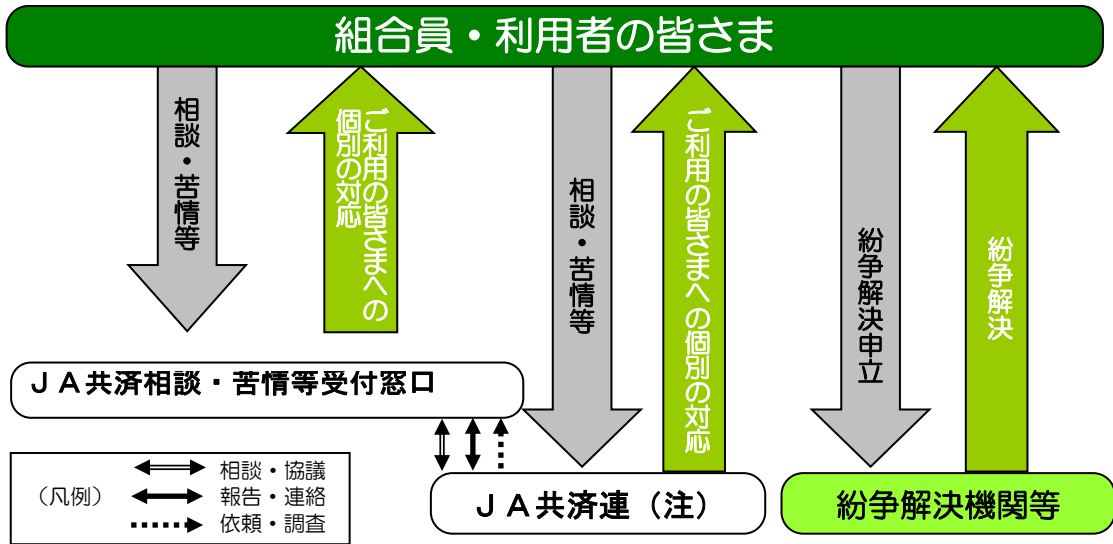 組合員・利用者の皆さま
相談・苦情等
ご利用の皆さまへの
個別の対応
相談・苦情等
ご利用の皆さまへの個別の対応
紛争解決申立
紛争解決
ＪＡ共済相談・苦情等受付窓口
（凡例）
相談・協議
報告・連絡
依頼・調査
ＪＡ共済連（注）
紛争解決機関等